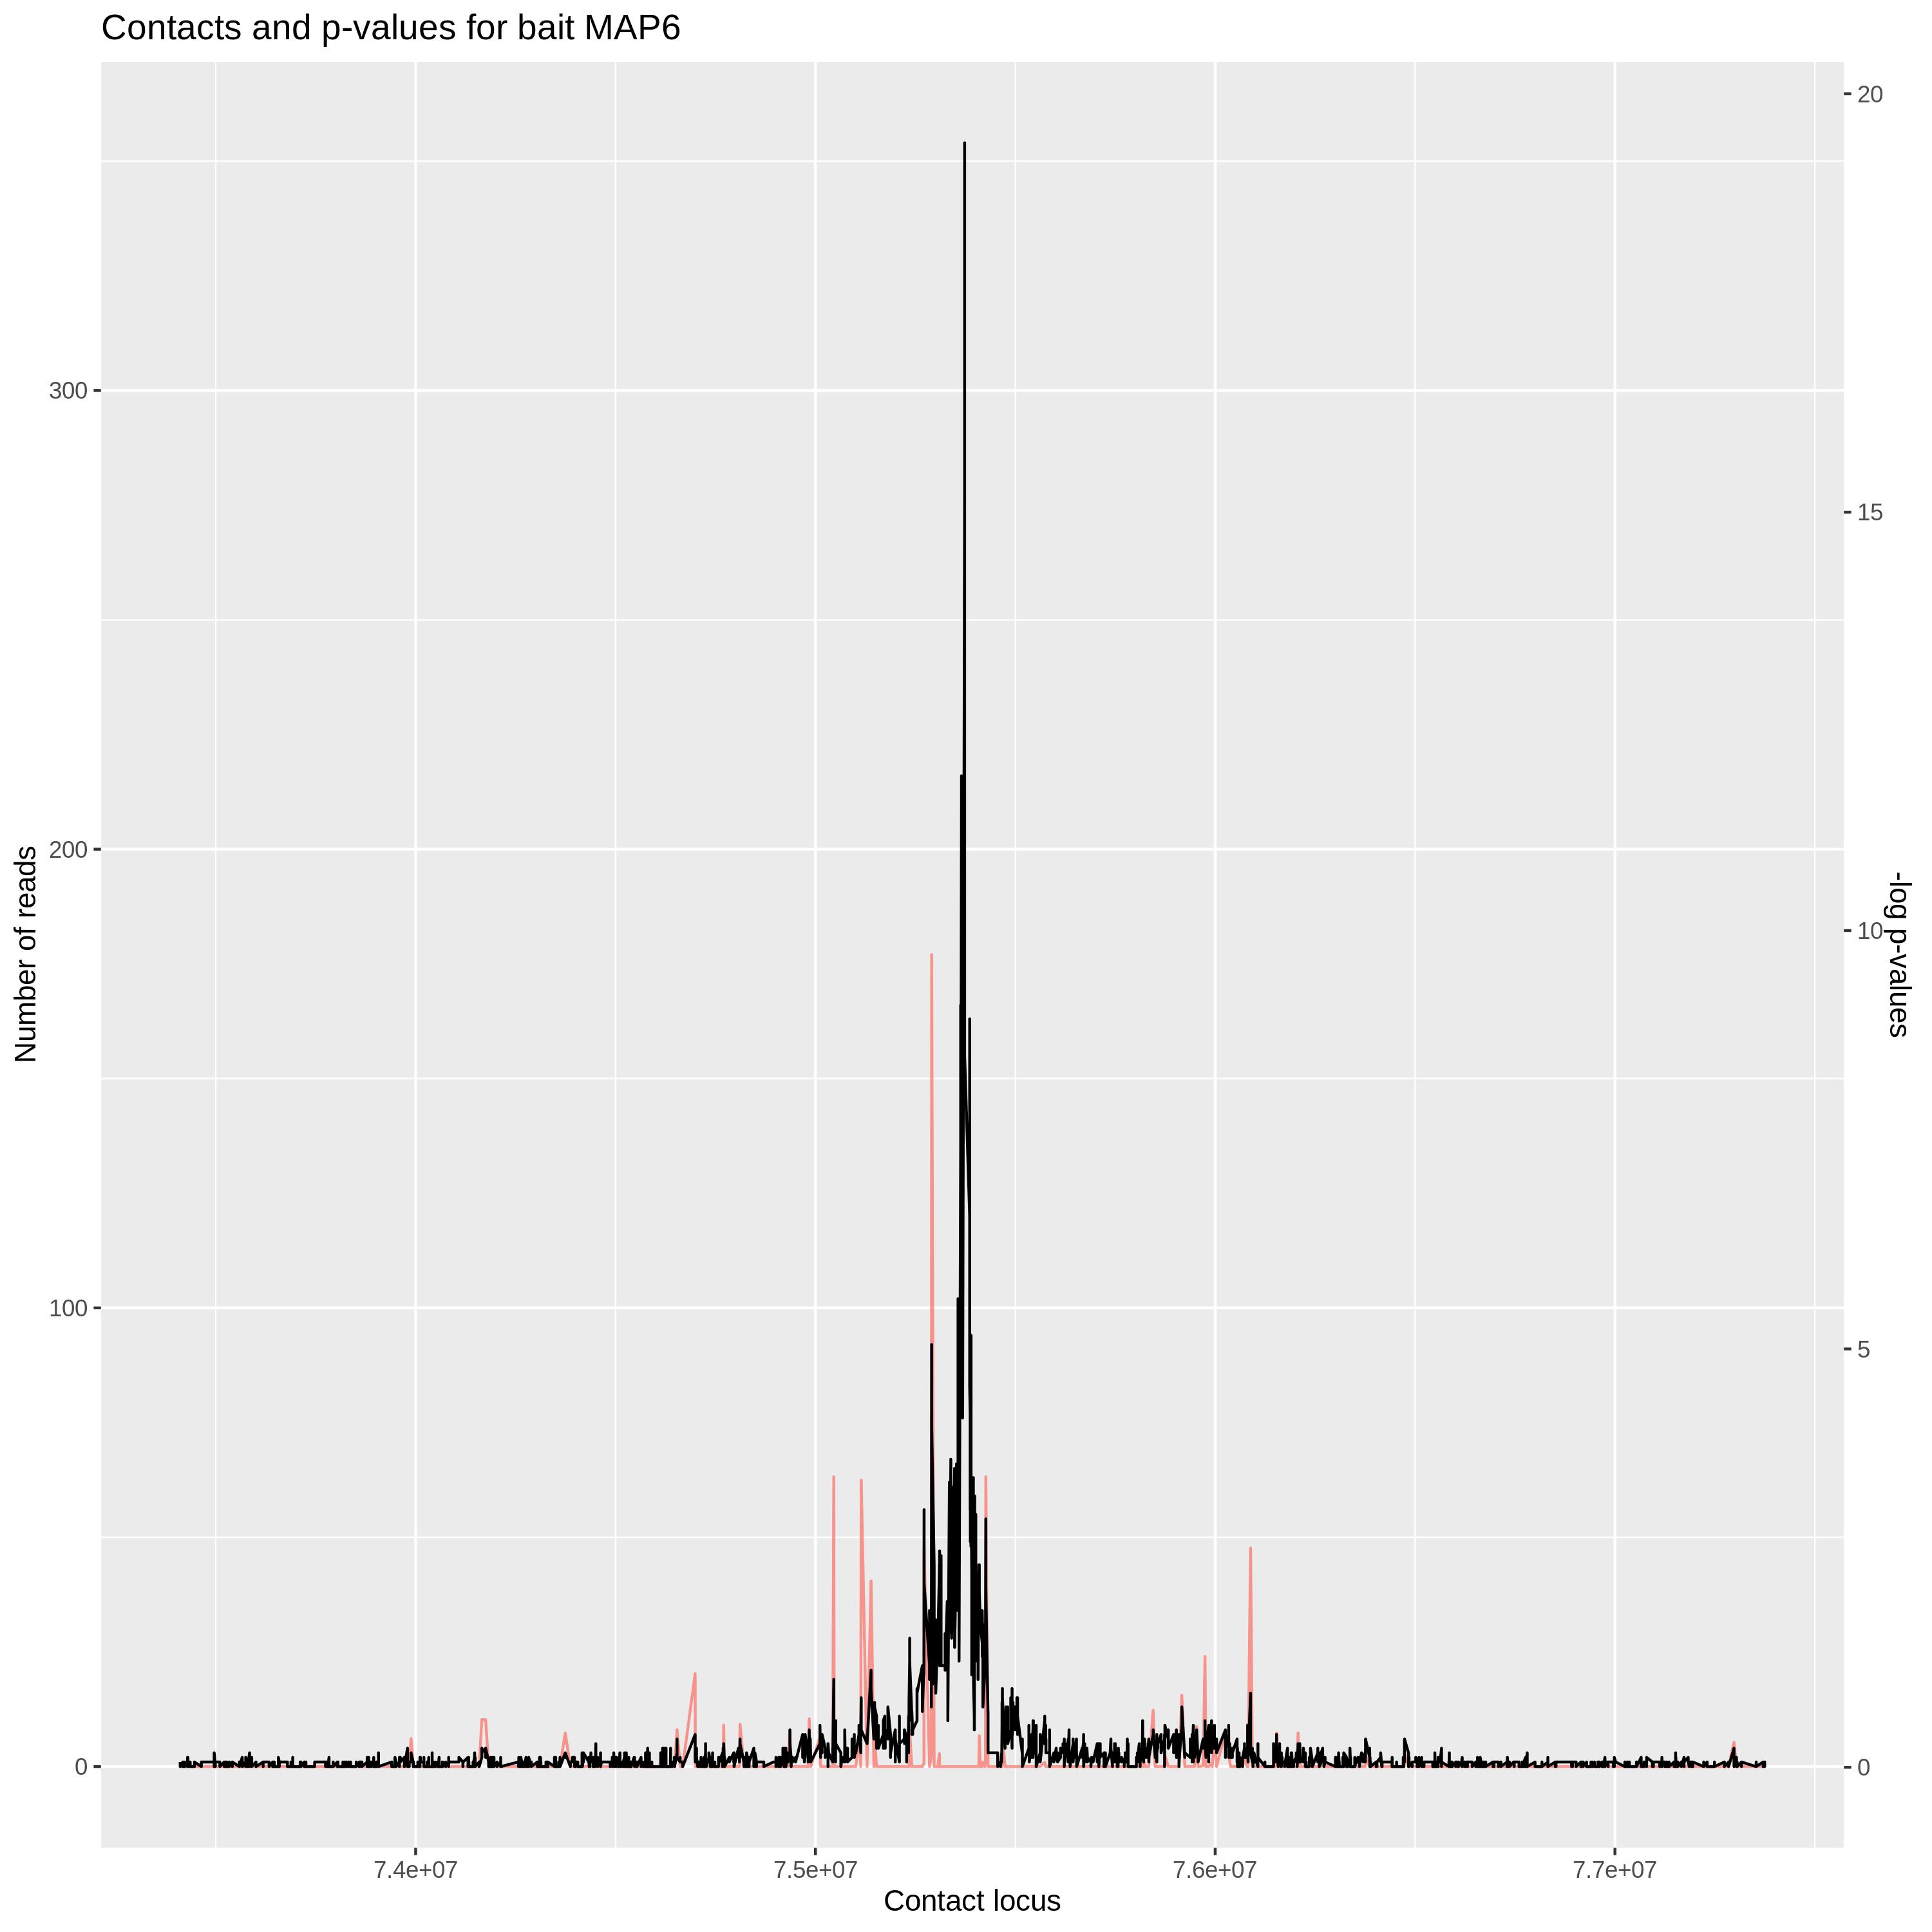 Contacts and p-values for bait MAP6
Number of reads
300
200
100
0
20
15
10
5
0
-log p-values
7.4e+07
7.5e+07
7.6e+07
7.7e+07
Contact locus